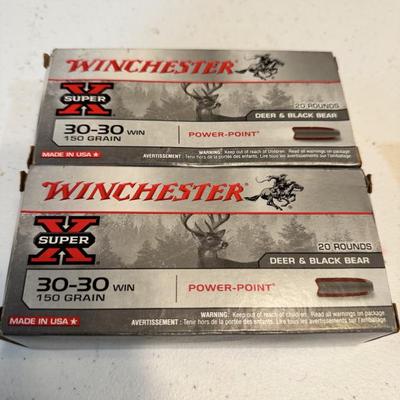 WINCHESTER
X
SUPER
20 ROUNDS
DEER & BLACK BEAR
30-30 WIN
150 GRAIN
POWER-POINT®
MADE IN USA ★
WARNING: Keep out of reach of children. Read all warnings on package.
AVERTISSEMENT: Tenir hors de la portée des enfants. Lire tous les avertissements sur l'emballage.
WINCHESTER
X
SUPER
20 ROUNDS
DEER & BLACK BEAR
30-30 WIN
150 GRAIN
POWER-POINT®
MADE IN USA ★
WARNING: Keep out of reach of children. Read all warnings on package.
AVERTISSEMENT: Tenir hors de la portée des enfants. Lire tous les avertissements sur l'emballage.